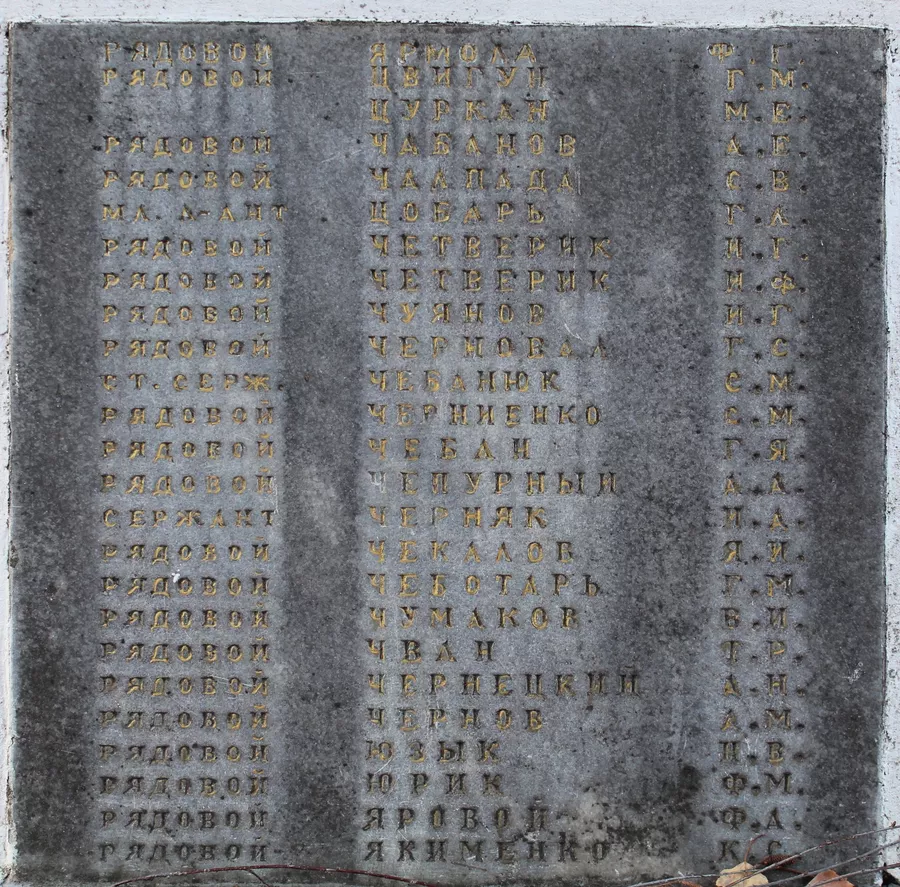 РЯДОВОЙ ЯРМОЛА Ф.Г.
РЯДОВОЙ ЦВИГУН Г.М.
ЦУРКАН М.Е.
РЯДОВОЙ ЧАБАНОВ А.Е.
РЯДОВОЙ ЧАЛПАДА С.В.
МЛ. Л-АНТ ЦОБАРЬ Г.А.
РЯДОВОЙ ЧЕТВЕРИК Н.Г.
РЯДОВОЙ ЧЕТВЕРИК И.Ф.
РЯДОВОЙ ЧУЯНОВ И.Г.
РЯДОВОЙ ЧЕРНОВАЛ Г.С.
СТ. СЕРЖ. ЧЕБАНЮК С.М.
РЯДОВОЙ ЧЕРНИЕНКО С.М.
РЯДОВОЙ ЧЕБАН Г.Я.
РЯДОВОЙ ЧЕПУРНЫЙ А.А.
СЕРЖАНТ ЧЕРНЯК Н.А.
РЯДОВОЙ ЧЕКАЛОВ Я.И.
РЯДОВОЙ ЧЕБОТАРЬ Г.М.
РЯДОВОЙ ЧУМАКОВ В.И.
РЯДОВОЙ ЧВАН Т.Р.
РЯДОВОЙ ЧЕРНЕЦКИЙ А.Н.
РЯДОВОЙ ЧЕРНОВ А.М.
РЯДОВОЙ ЮЗЫК П.В.
РЯДОВОЙ ЮРИК Ф.М.
РЯДОВОЙ ЯРОВОЙ Ф.А.
РЯДОВОЙ ЯКИМЕНКО К.С.